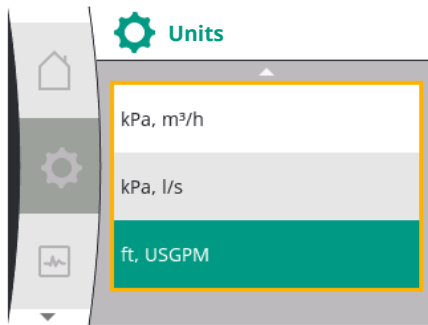 Units
kPa, m³/h
kPa, l/s
ft, USGPM